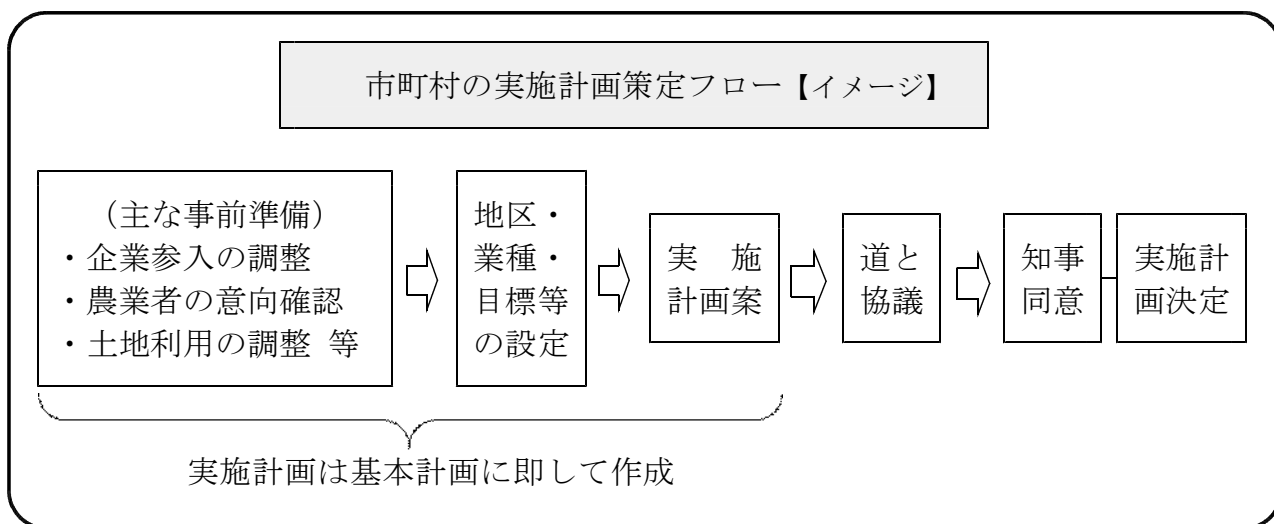 市町村の実施計画策定フロー【イメージ】
（主な事前準備）
・企業参入の調整
・農業者の意向確認
・土地利用の調整 等
地区・
業種・
目標等
の設定
実　施
計画案
道と
協議
知事
同意
実施計
画決定
実施計画は基本計画に即して作成